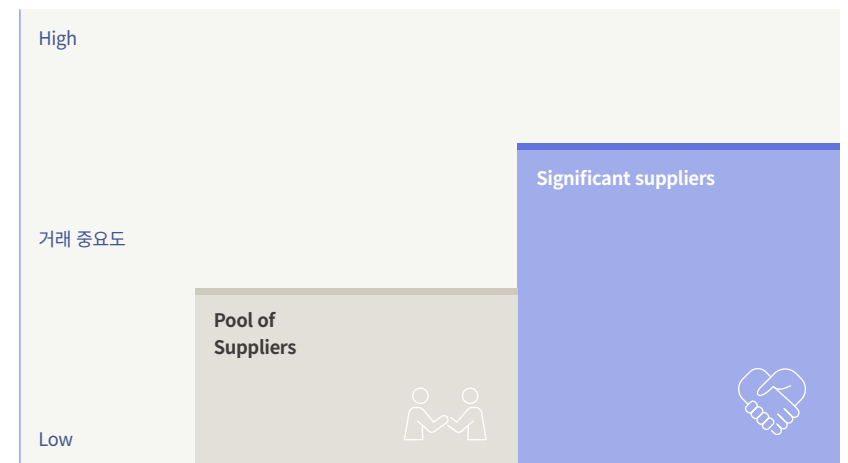 High
Significant suppliers
거래 중요도
Pool of
Suppliers
Low